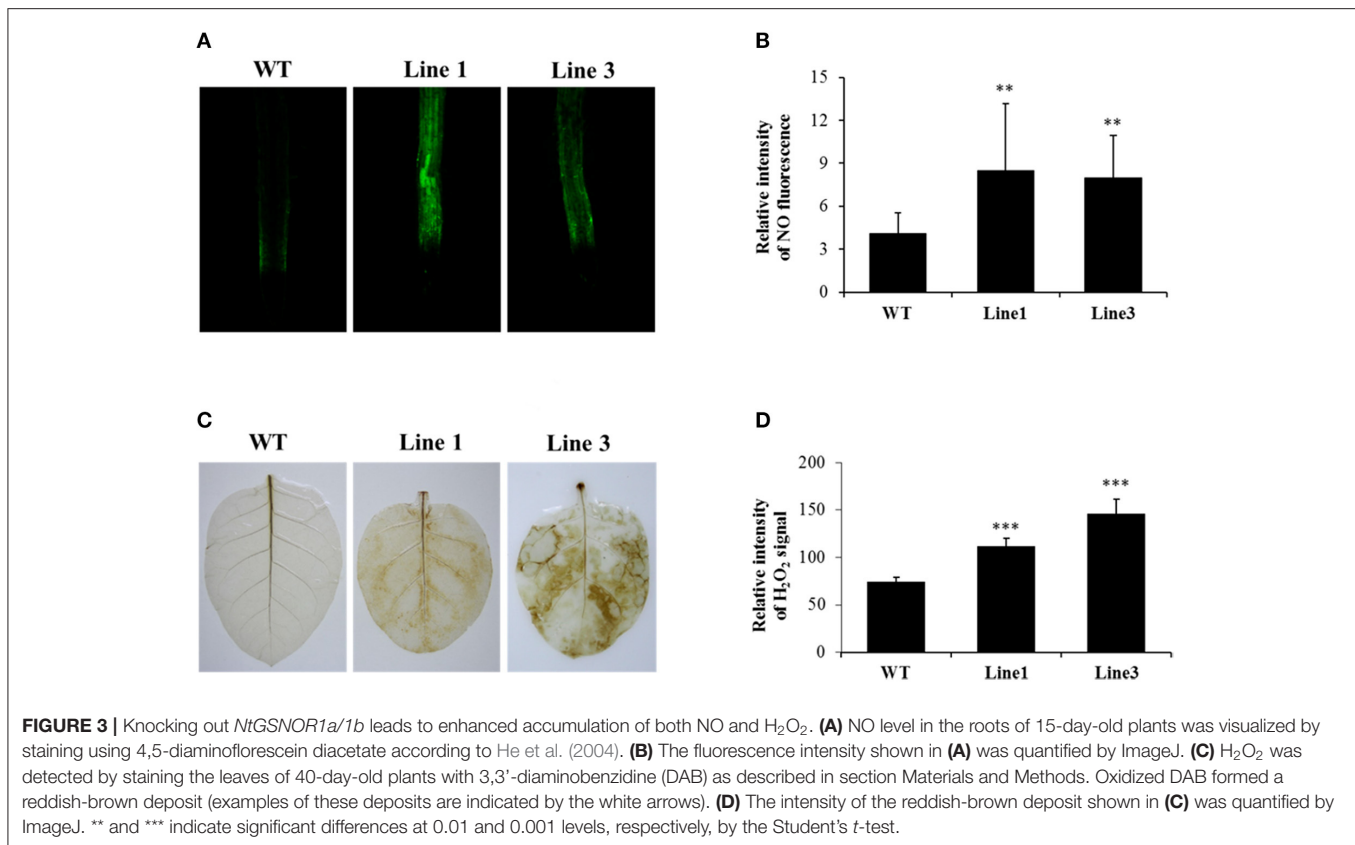 A
WT Line 1 Line 3
B
Relative intensity
of NO fluorescence
15
12
9
6
3
0
**
**
WT Line1 Line3
C
WT Line 1 Line 3
D
Relative intensity
of H₂O₂ signal
200
150
100
50
0
***
***
WT Line1 Line3
FIGURE 3 | Knocking out NtGSNOR1a/1b leads to enhanced accumulation of both NO and H₂O₂. (A) NO level in the roots of 15-day-old plants was visualized by
staining using 4,5-diaminoflorescein diacetate according to He et al. (2004). (B) The fluorescence intensity shown in (A) was quantified by ImageJ. (C) H₂O₂ was
detected by staining the leaves of 40-day-old plants with 3,3'-diaminobenzidine (DAB) as described in section Materials and Methods. Oxidized DAB formed a
reddish-brown deposit (examples of these deposits are indicated by the white arrows). (D) The intensity of the reddish-brown deposit shown in (C) was quantified by
ImageJ. ** and *** indicate significant differences at 0.01 and 0.001 levels, respectively, by the Student's t-test.